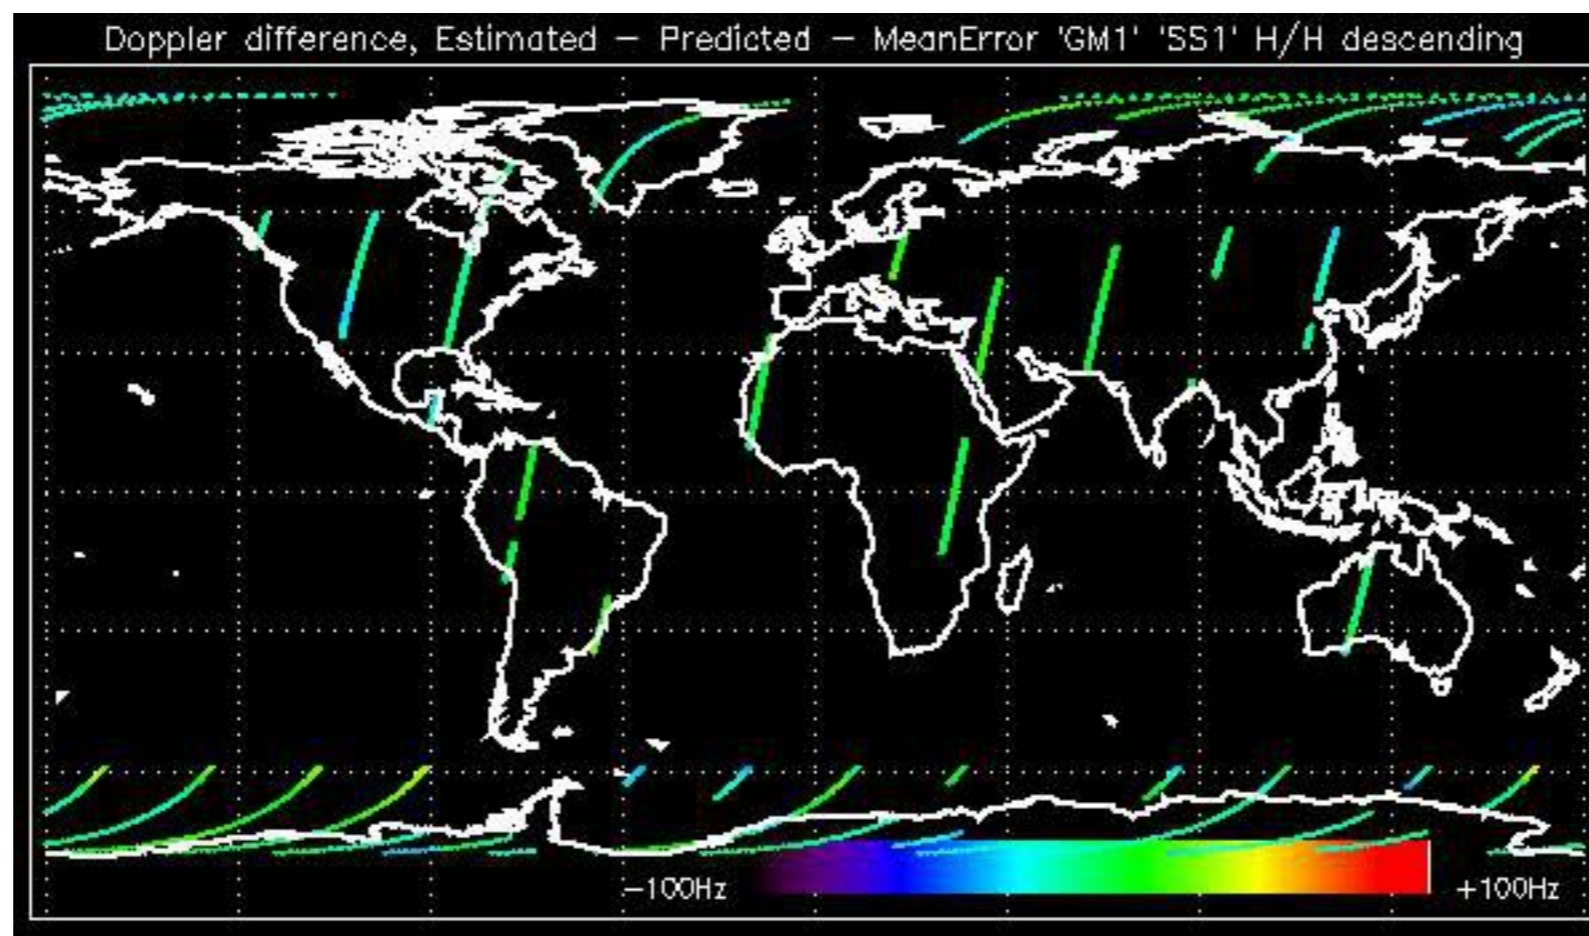 Doppler difference, Estimated – Predicted – MeanError 'GM1' 'SS1' H/H descending
-100Hz +100Hz